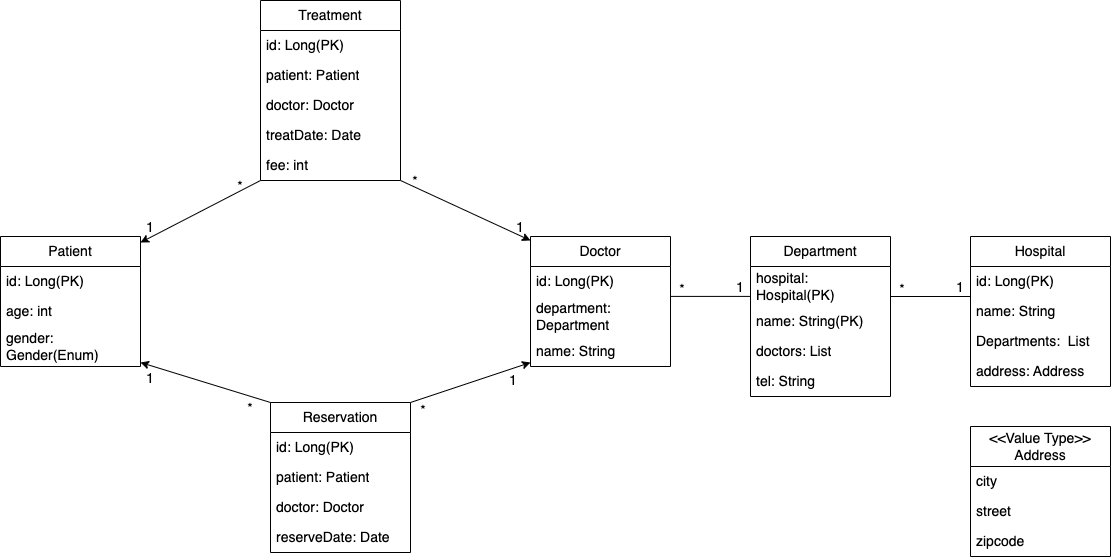 Treatment
id: Long(PK)
patient: Patient
doctor: Doctor
treatDate: Date
fee: int
*
*
1
1
Patient
id: Long(PK)
age: int
gender:
Gender(Enum)
Doctor
id: Long(PK)
department:
Department
name: String
*
1
Department
hospital:
Hospital(PK)
name: String(PK)
doctors: List
tel: String
*
1
Hospital
id: Long(PK)
name: String
Departments:  List
address: Address
1
*
*
1
Reservation
id: Long(PK)
patient: Patient
doctor: Doctor
reserveDate: Date
<<Value Type>>
Address
city
street
zipcode